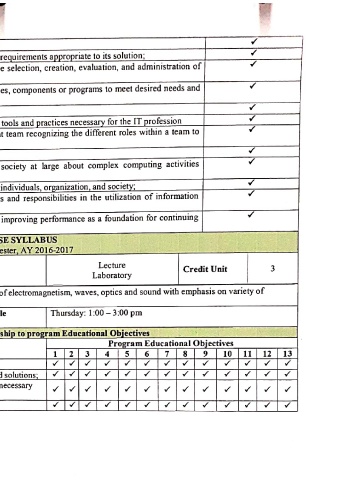 ✓
requirements appropriate to its solution; ✓
e selection, creation, evaluation, and administration of ✓
es, components or programs to meet desired needs and ✓
✓
tools and practices necessary for the IT profession ✓
t team recognizing the different roles within a team to ✓
✓
society at large about complex computing activities ✓
individuals, organization, and society; ✓
s and responsibilities in the utilization of information ✓
improving performance as a foundation for continuing ✓
SE SYLLABUS
ester, AY 2016-2017
Lecture
Laboratory
Credit Unit 3
of electromagnetism, waves, optics and sound with emphasis on variety of
le Thursday: 1:00 – 3:00 pm
ship to program Educational Objectives
Program Educational Objectives
1 2 3 4 5 6 7 8 9 10 11 12 13
✓ ✓ ✓ ✓ ✓ ✓ ✓ ✓ ✓ ✓ ✓ ✓ ✓
d solutions; ✓ ✓ ✓ ✓ ✓ ✓ ✓ ✓ ✓ ✓ ✓ ✓ ✓
necessary ✓ ✓ ✓ ✓ ✓ ✓ ✓ ✓ ✓ ✓ ✓ ✓ ✓
✓ ✓ ✓ ✓ ✓ ✓ ✓ ✓ ✓ ✓ ✓ ✓ ✓